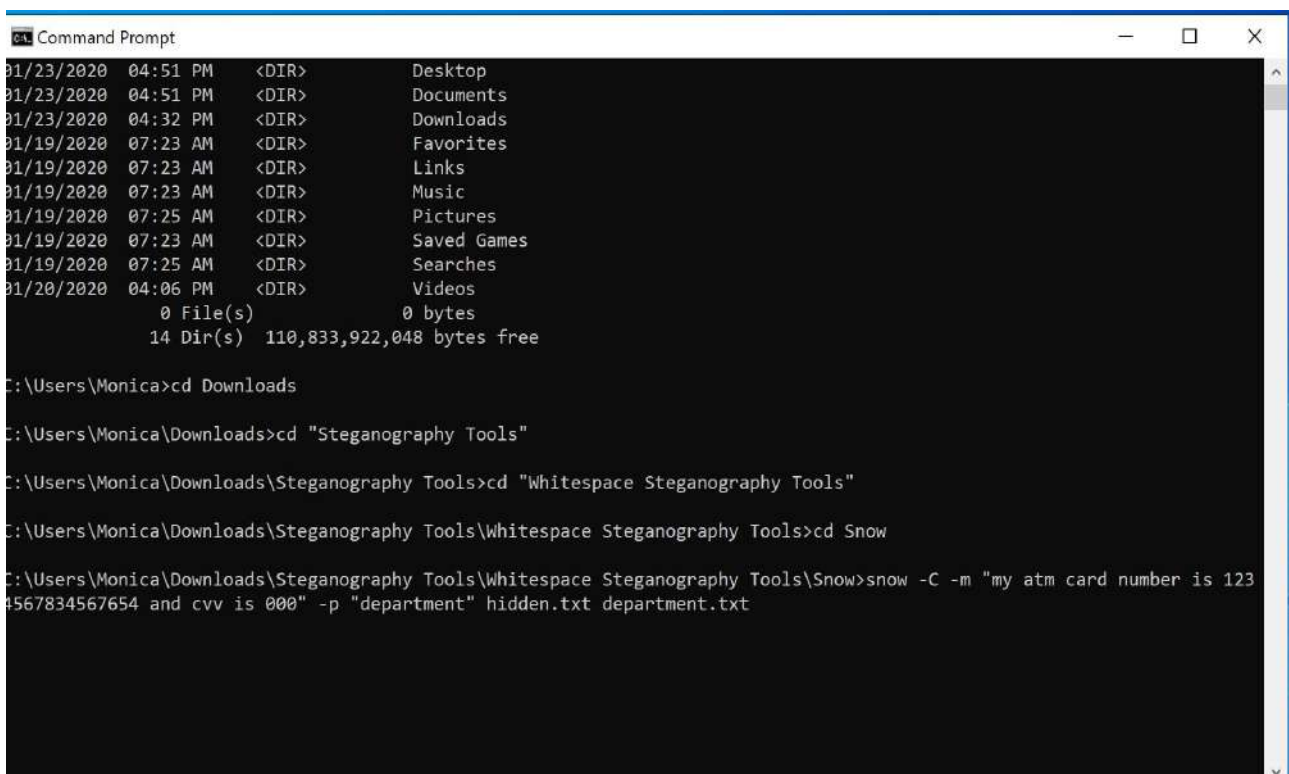 Command Prompt
01/23/2020 04:51 PM <DIR> Desktop
01/23/2020 04:51 PM <DIR> Documents
01/23/2020 04:32 PM <DIR> Downloads
01/19/2020 07:23 AM <DIR> Favorites
01/19/2020 07:23 AM <DIR> Links
01/19/2020 07:23 AM <DIR> Music
01/19/2020 07:25 AM <DIR> Pictures
01/19/2020 07:23 AM <DIR> Saved Games
01/19/2020 07:25 AM <DIR> Searches
01/20/2020 04:06 PM <DIR> Videos
0 File(s) 0 bytes
14 Dir(s) 110,833,922,048 bytes free
C:\Users\Monica>cd Downloads
C:\Users\Monica\Downloads>cd "Steganography Tools"
C:\Users\Monica\Downloads\Steganography Tools>cd "Whitespace Steganography Tools"
C:\Users\Monica\Downloads\Steganography Tools\Whitespace Steganography Tools>cd Snow
C:\Users\Monica\Downloads\Steganography Tools\Whitespace Steganography Tools\Snow>snow -C -m "my atm card number is 123
4567834567654 and cvv is 000" -p "department" hidden.txt department.txt